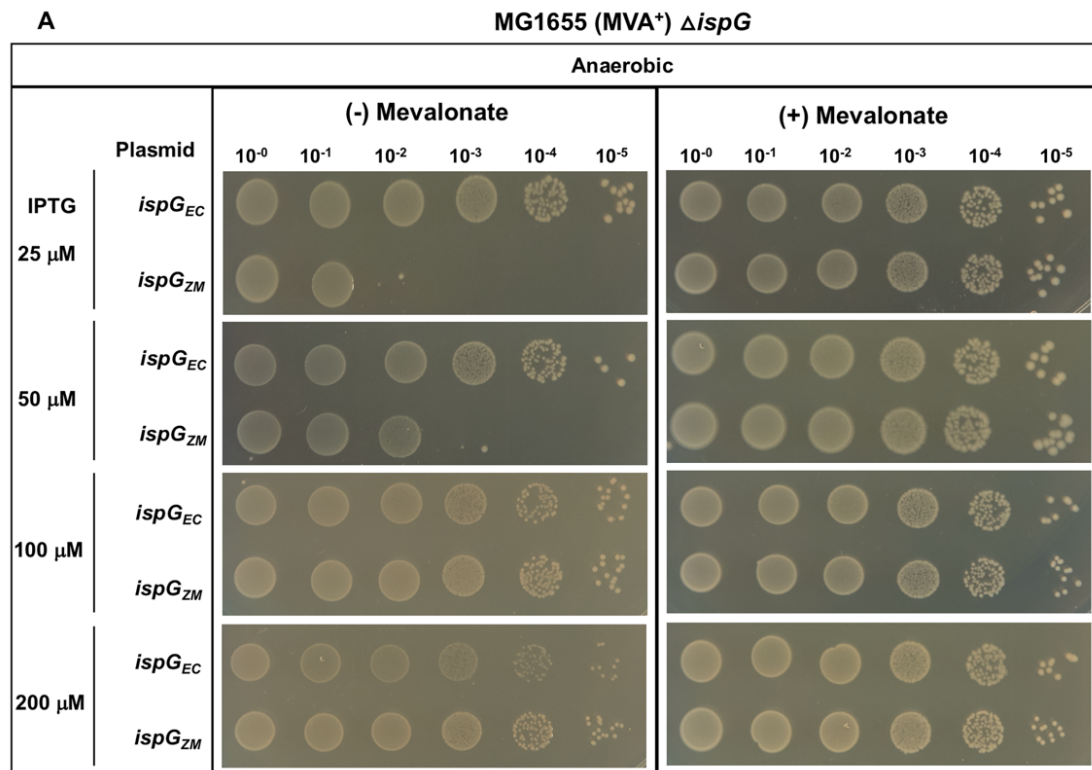 A
MG1655 (MVA⁺) ΔispG
Anaerobic
(-) Mevalonate
(+) Mevalonate
Plasmid
10⁻⁰ 10⁻¹ 10⁻² 10⁻³ 10⁻⁴ 10⁻⁵
10⁻⁰ 10⁻¹ 10⁻² 10⁻³ 10⁻⁴ 10⁻⁵
IPTG
25 μM
ispG_EC
ispG_ZM
50 μM
ispG_EC
ispG_ZM
100 μM
ispG_EC
ispG_ZM
200 μM
ispG_EC
ispG_ZM